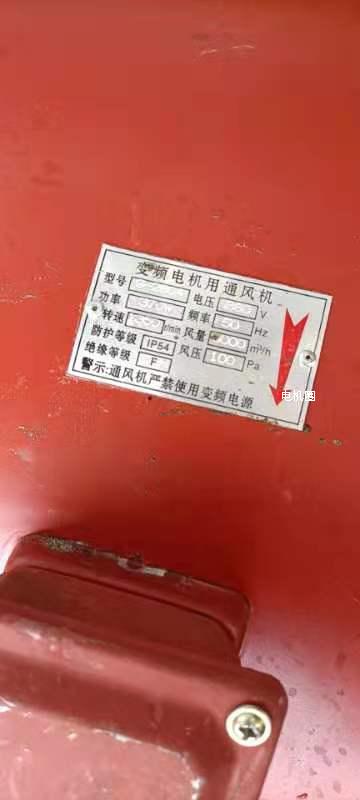 变频电机用通风机
型号 电压 V
功率 频率 50 Hz
转速 r/min 风量 m³/h
防护等级 IP54 风压 100 Pa
绝缘等级 F
警示:通风机严禁使用变频电源
电机图